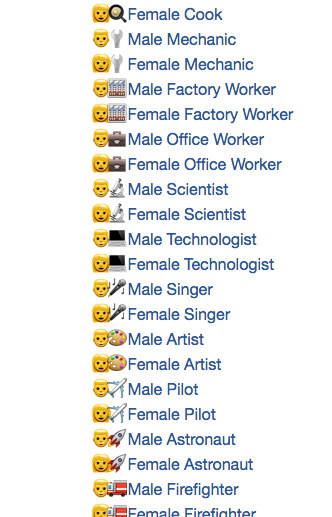 Female Cook
Male Mechanic
Female Mechanic
Male Factory Worker
Female Factory Worker
Male Office Worker
Female Office Worker
Male Scientist
Female Scientist
Male Technologist
Female Technologist
Male Singer
Female Singer
Male Artist
Female Artist
Male Pilot
Female Pilot
Male Astronaut
Female Astronaut
Male Firefighter
Female Firefighter